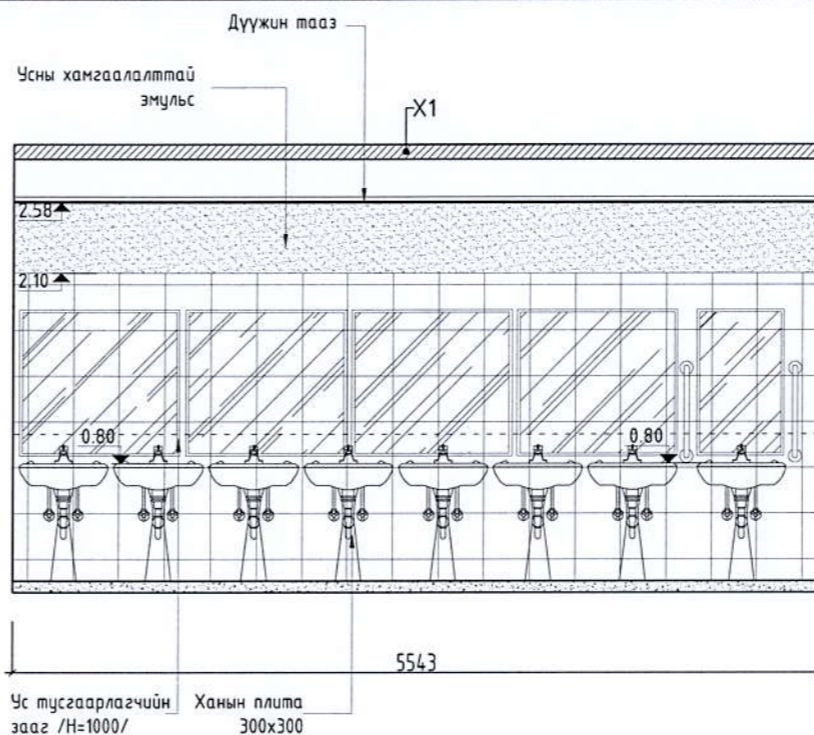 Дүүжин тааз
Усны хамгаалалттай
эмульс
X1
2.58
2.10
0.80
0.80
5543
Ус тусгаарлагчийн
зааг /H=1000/
Ханын плита
300x300